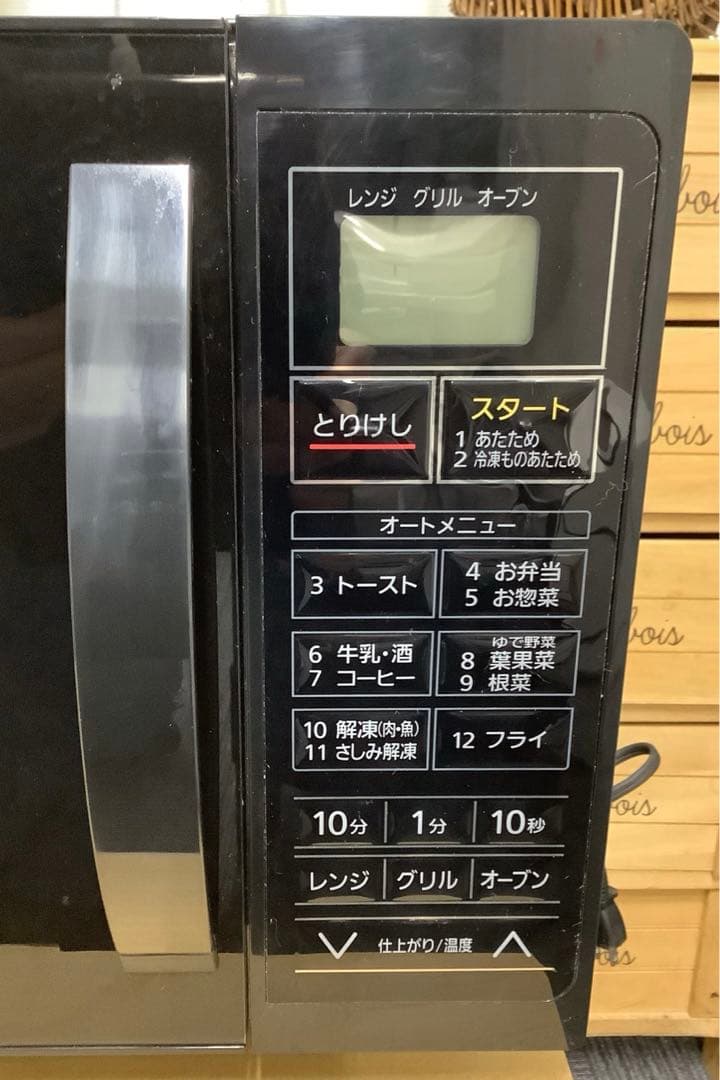 レンジ グリル オーブン
とりけし
スタート
1 あたため
2 冷凍ものあたため
オートメニュー
3 トースト
4 お弁当
5 お惣菜
6 牛乳・酒
7 コーヒー
ゆで野菜
8 葉果菜
9 根菜
10 解凍(肉・魚)
11 さしみ解凍
12 フライ
10分 1分 10秒
レンジ グリル オーブン
仕上がり/温度
bois
bois
bois
bois